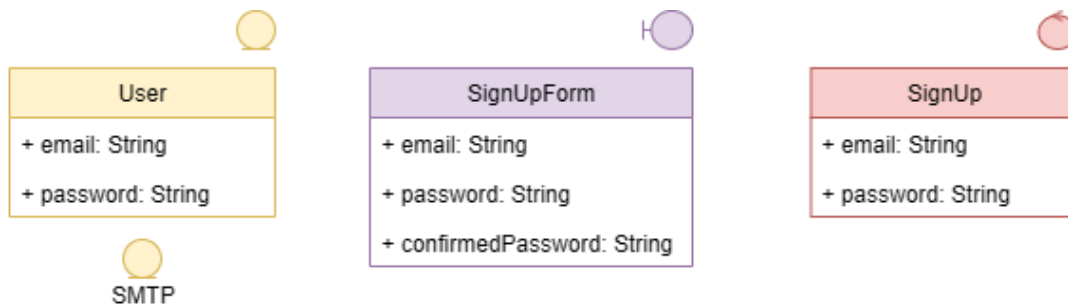 User
+ email: String
+ password: String
SMTP
SignUpForm
+ email: String
+ password: String
+ confirmedPassword: String
SignUp
+ email: String
+ password: String